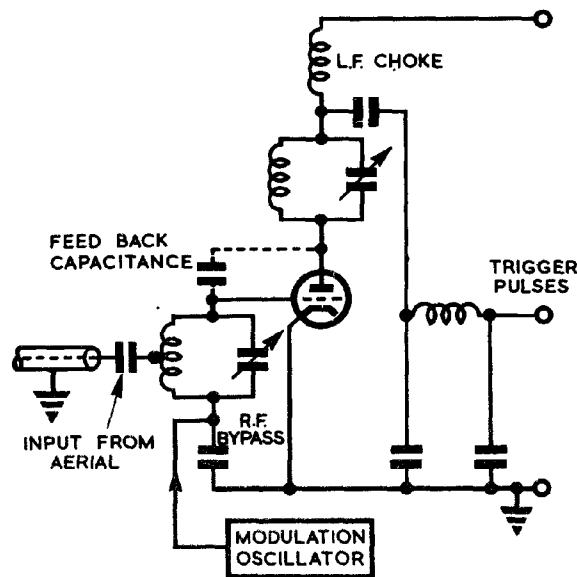 L.F. CHOKE
FEED BACK
CAPACITANCE
TRIGGER
PULSES
R.F.
BYPASS
INPUT FROM
AERIAL
MODULATION
OSCILLATOR